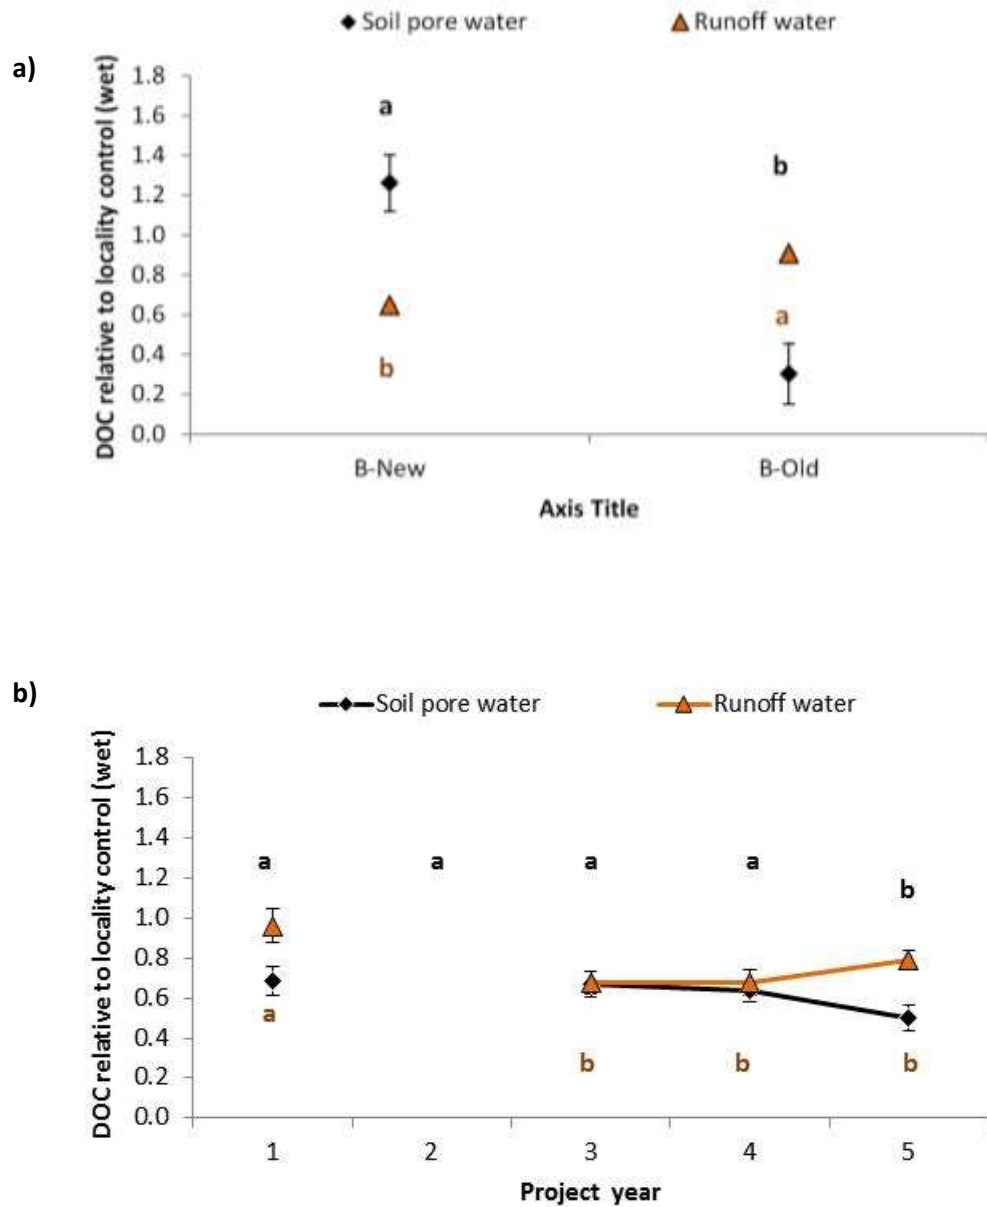 Soil pore water Runoff water
a)
DOC relative to locality control (wet)
1.8
1.6
1.4
1.2
1.0
0.8
0.6
0.4
0.2
0.0
a
b
b
a
B-New B-Old
Axis Title
b)
Soil pore water Runoff water
DOC relative to locality control (wet)
1.8
1.6
1.4
1.2
1.0
0.8
0.6
0.4
0.2
0.0
a a a a b
a b b b
1 2 3 4 5
Project year